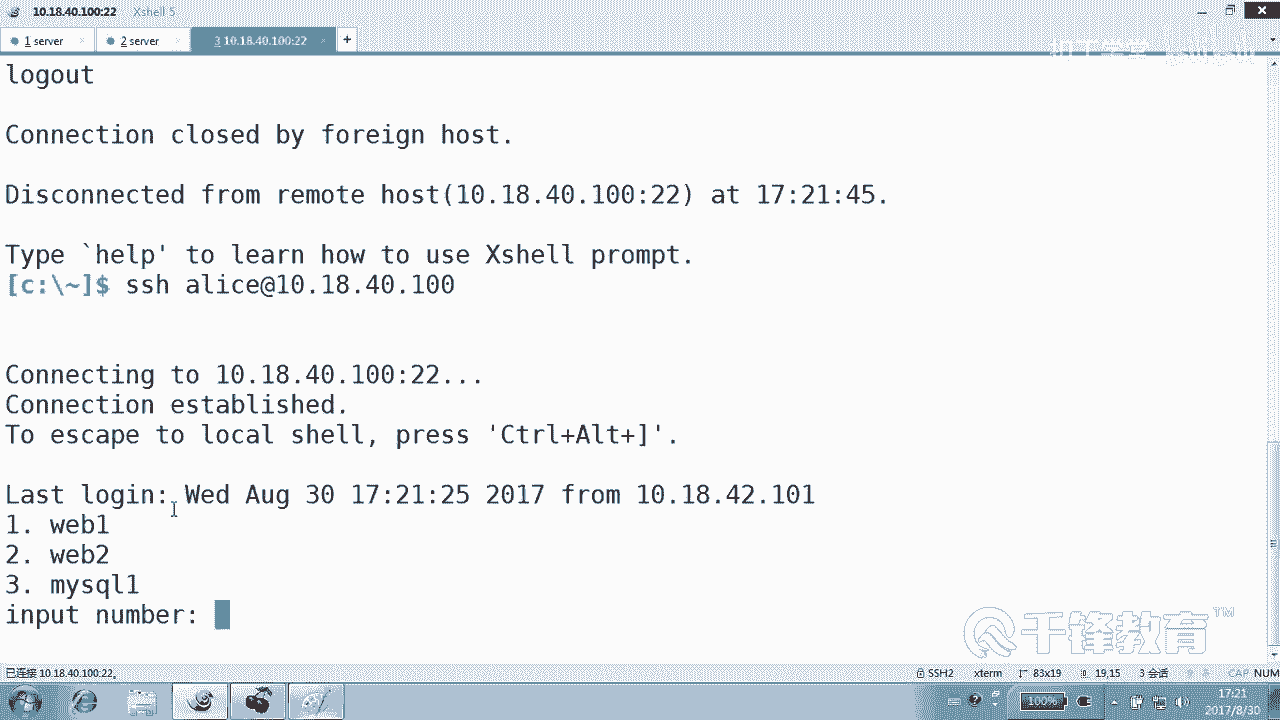 10.18.40.100:22 Xshell 5
1 server
2 server
3 10.18.40.100:22
+
logout
Connection closed by foreign host.
Disconnected from remote host(10.18.40.100:22) at 17:21:45.
Type `help' to learn how to use Xshell prompt.
[c:\~]$ ssh alice@10.18.40.100
Connecting to 10.18.40.100:22...
Connection established.
To escape to local shell, press 'Ctrl+Alt+]'.
Last login: Wed Aug 30 17:21:25 2017 from 10.18.42.101
1. web1
2. web2
3. mysql1
input number:
千锋教育™
已连接 10.18.40.100:22。
SSH2 xterm 83x19 19,15 3 会话 CAP NUM
100%
17:21
2017/8/30